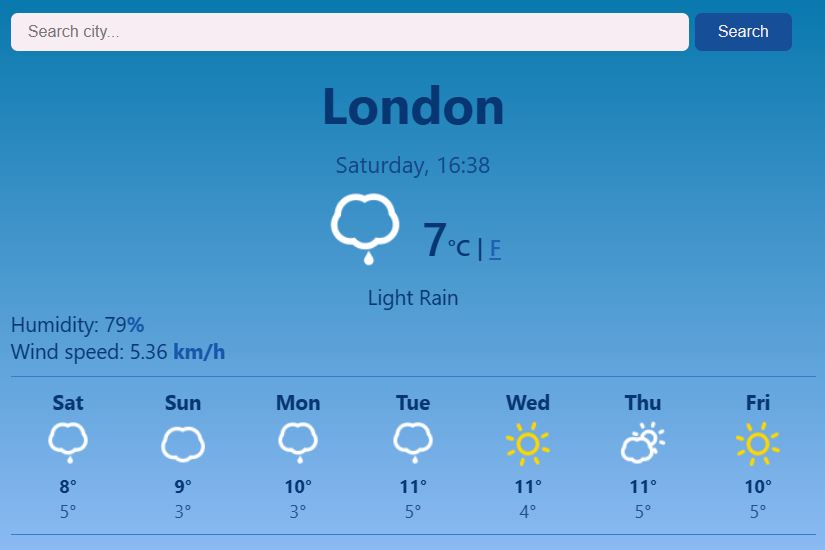 Search city... Search
London
Saturday, 16:38
7°C | F
Light Rain
Humidity: 79%
Wind speed: 5.36 km/h
Sat Sun Mon Tue Wed Thu Fri
8° 9° 10° 11° 11° 11° 10°
5° 3° 3° 5° 4° 5° 5°